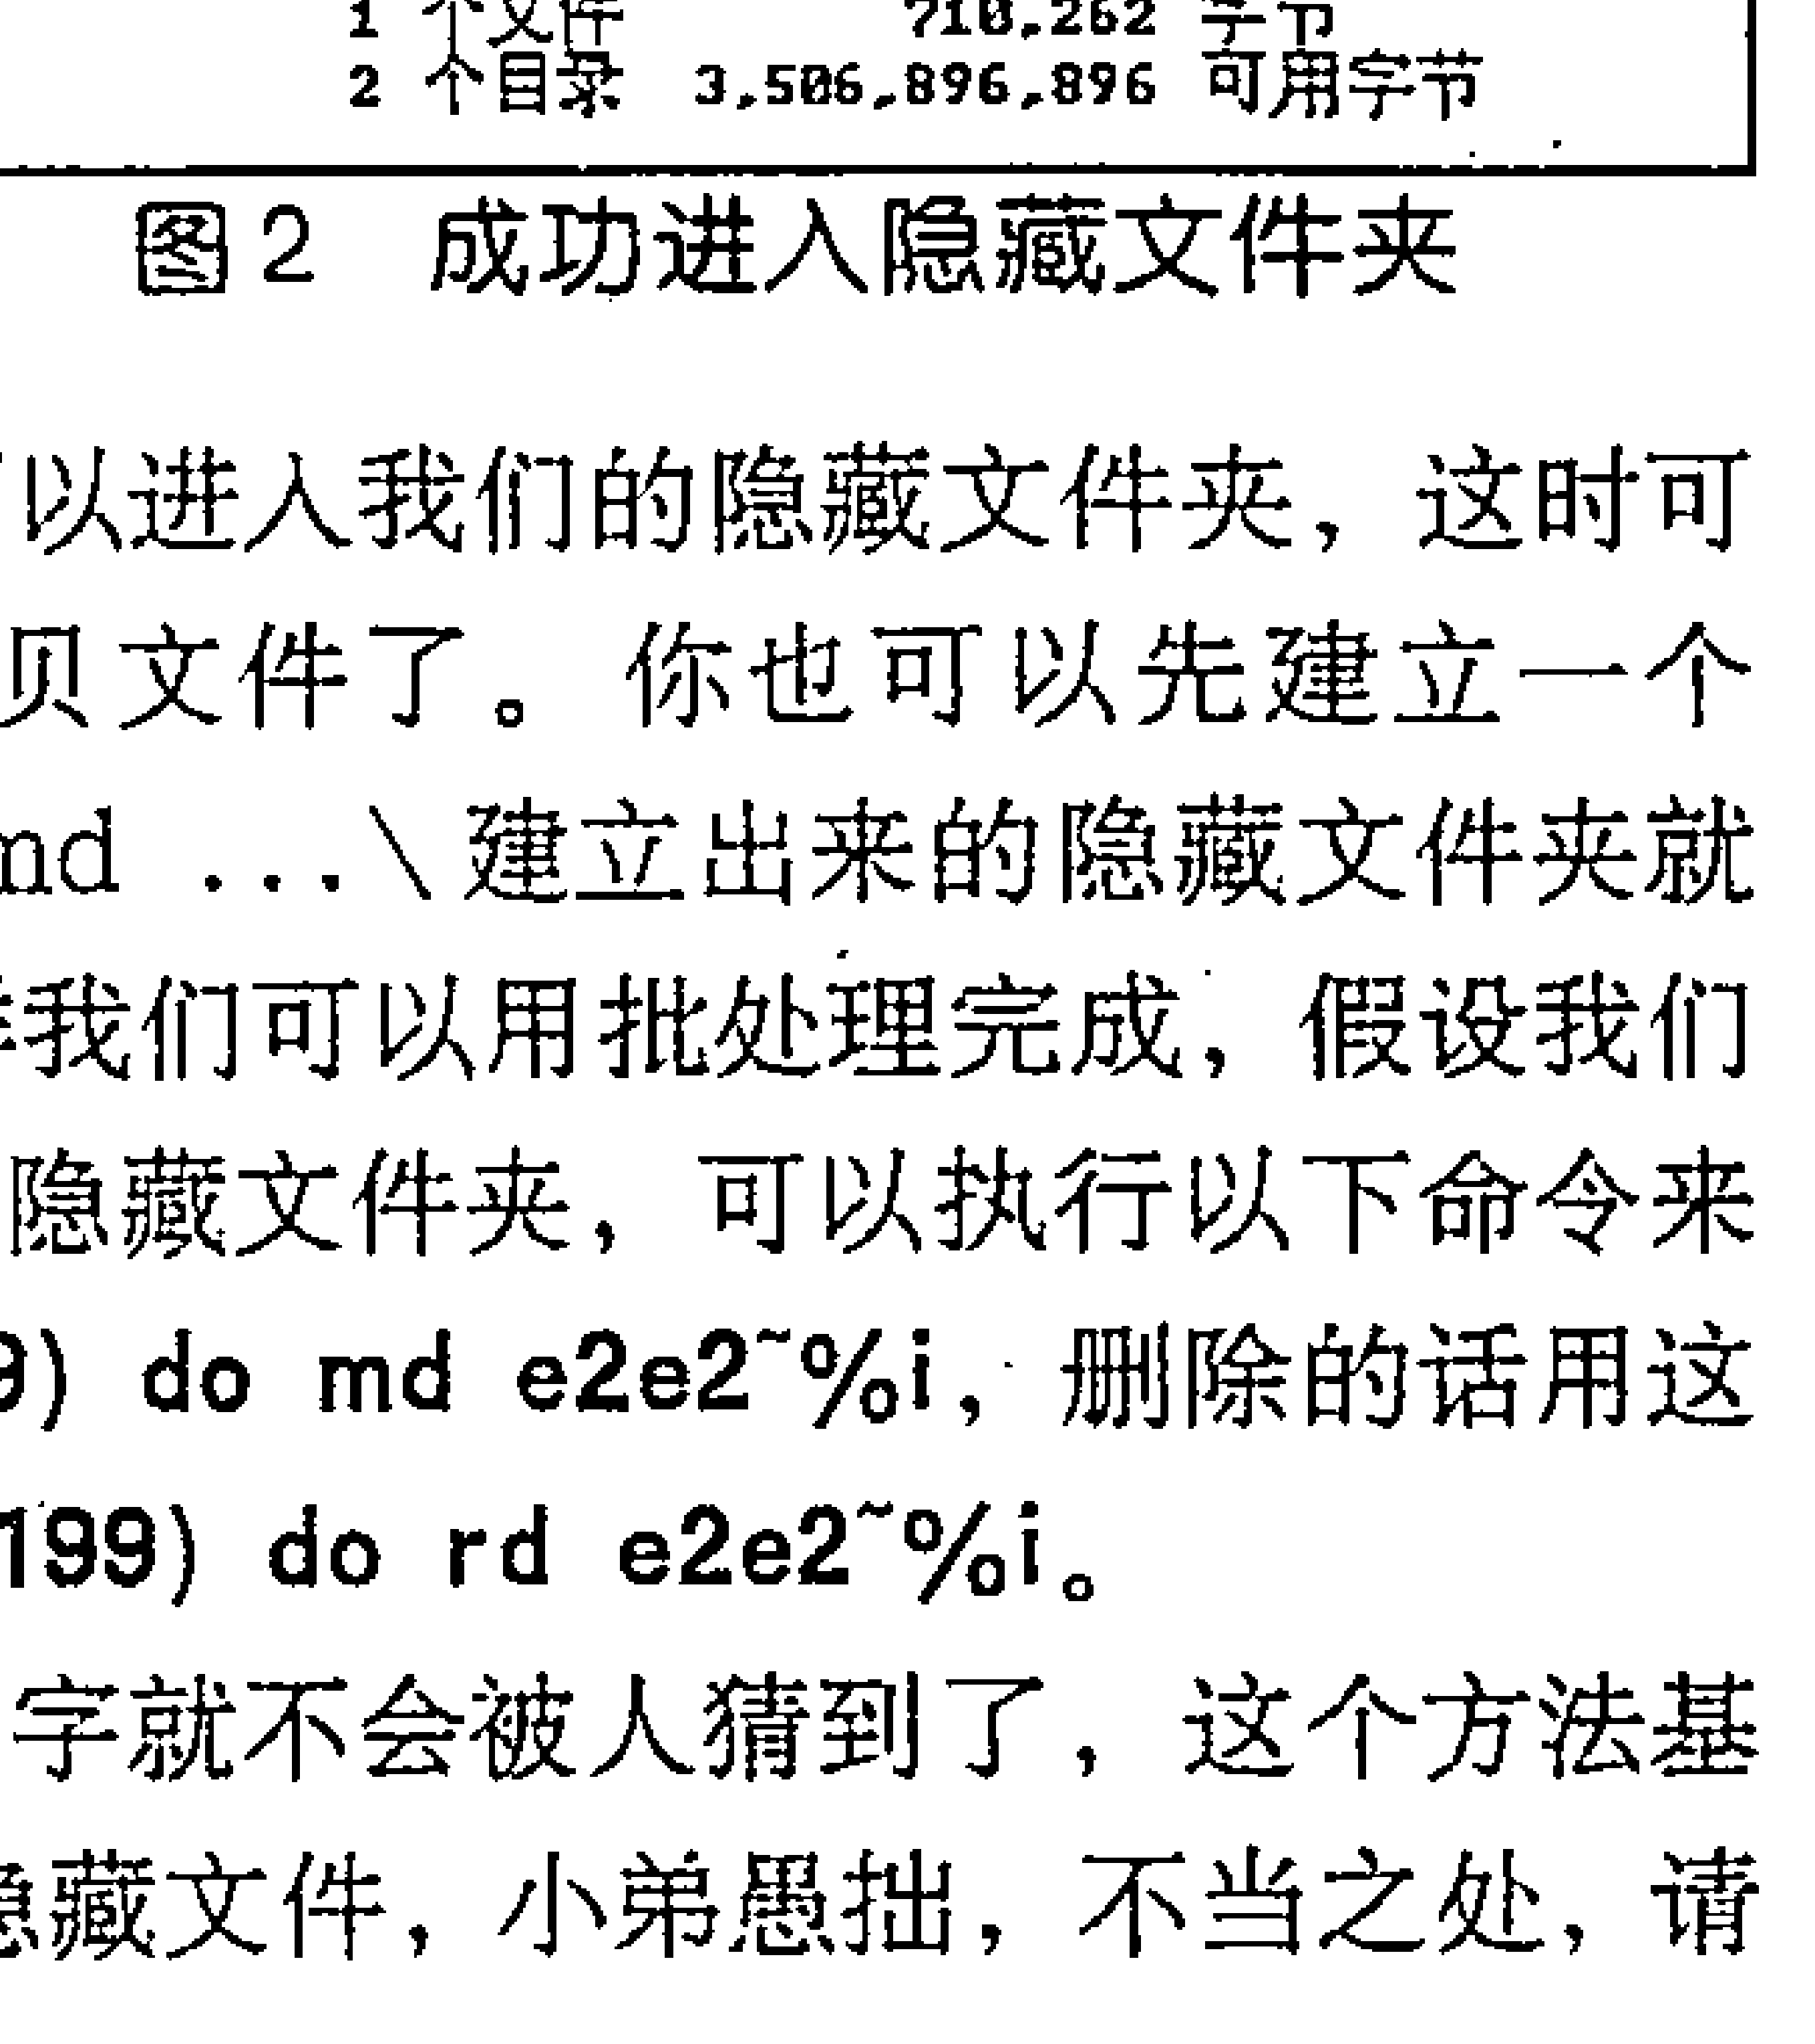 1 个文件 710,262 字节
2 个目录 3,506,896,896 可用字节
图2 成功进入隐藏文件夹
以进入我们的隐藏文件夹，这时可
贝文件了。你也可以先建立一个
md ...\建立出来的隐藏文件夹就
我们可以用批处理完成，假设我们
隐藏文件夹，可以执行以下命令来
9) do md e2e2~%i，删除的话用这
199) do rd e2e2~%i。
字就不会被人猜到了，这个方法基
隐藏文件，小弟愚拙，不当之处，请